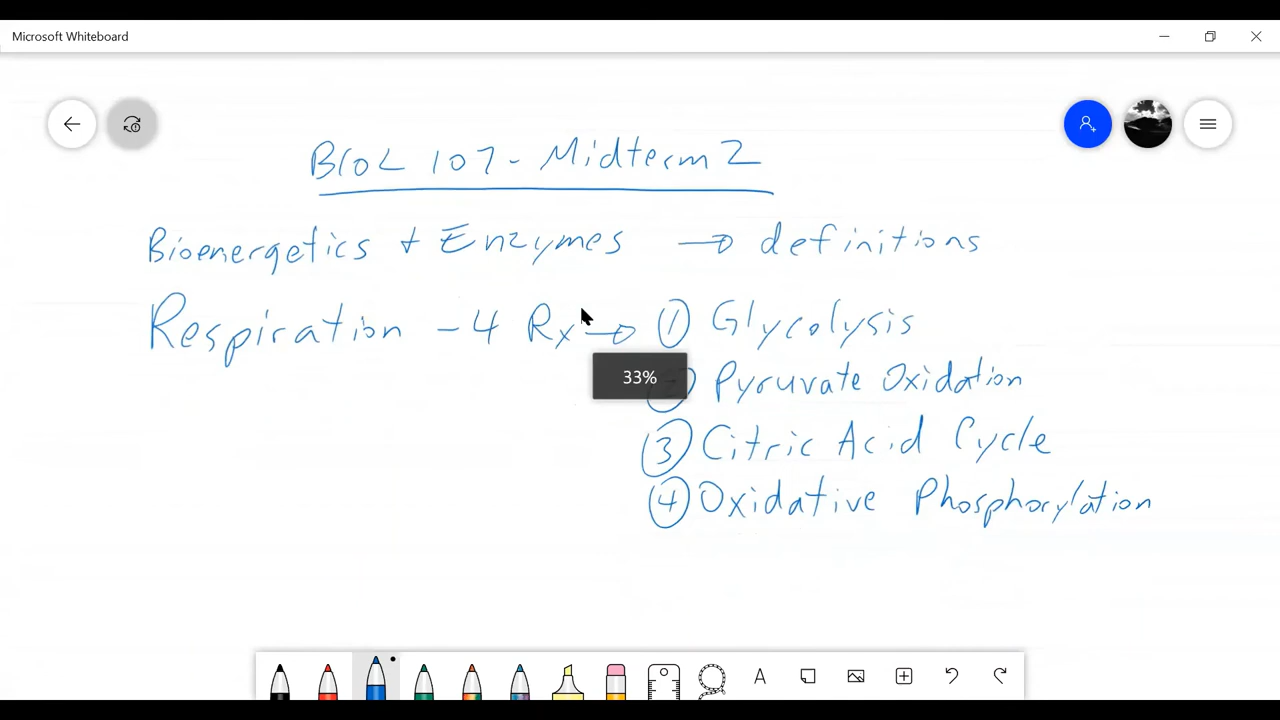 Microsoft Whiteboard
BIOL 107 - Midterm 2
Bioenergetics + Enzymes → definitions
Respiration - 4 Rx → ① Glycolysis
33%
② Pyruvate Oxidation
③ Citric Acid Cycle
④ Oxidative Phosphorylation
A